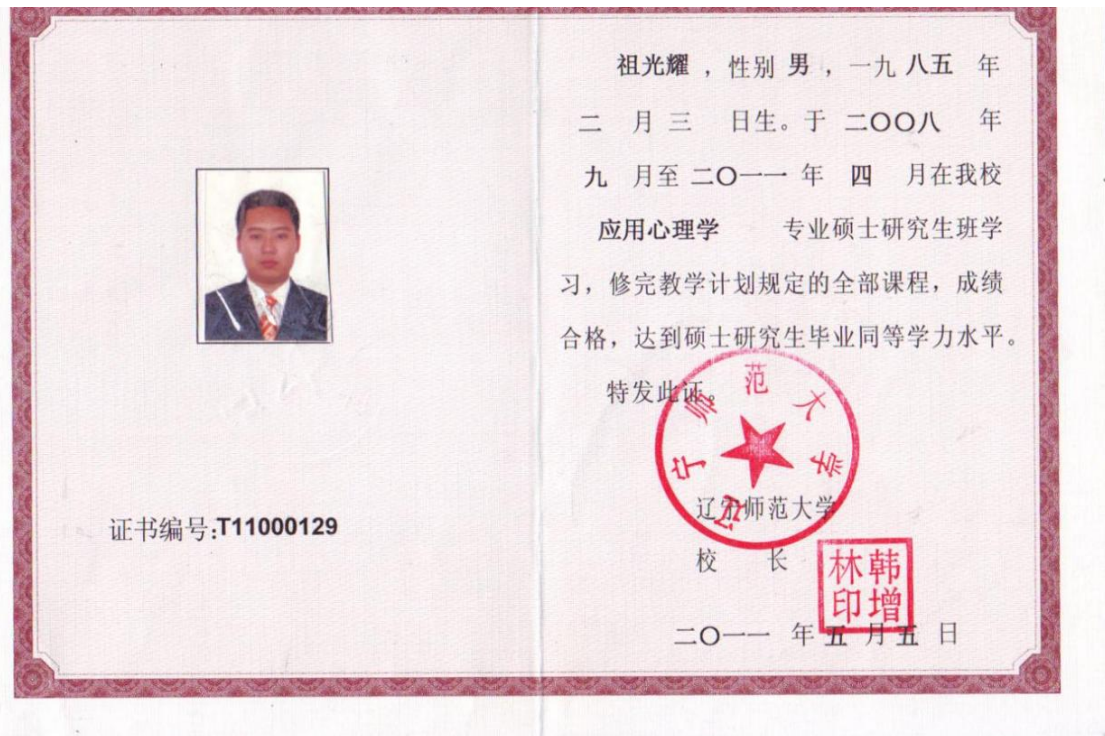 证书编号:T11000129
祖光耀，性别 男，一九 八五 年
二 月 三 日生。于 二〇〇八 年
九 月至 二〇一一 年 四 月在我校
应用心理学 专业硕士研究生班学
习，修完教学计划规定的全部课程，成绩
合格，达到硕士研究生毕业同等学力水平。
特发此证。
辽宁师范大学
辽宁师范大学
校 长
韩增林印
二〇一一 年 五 月 五 日